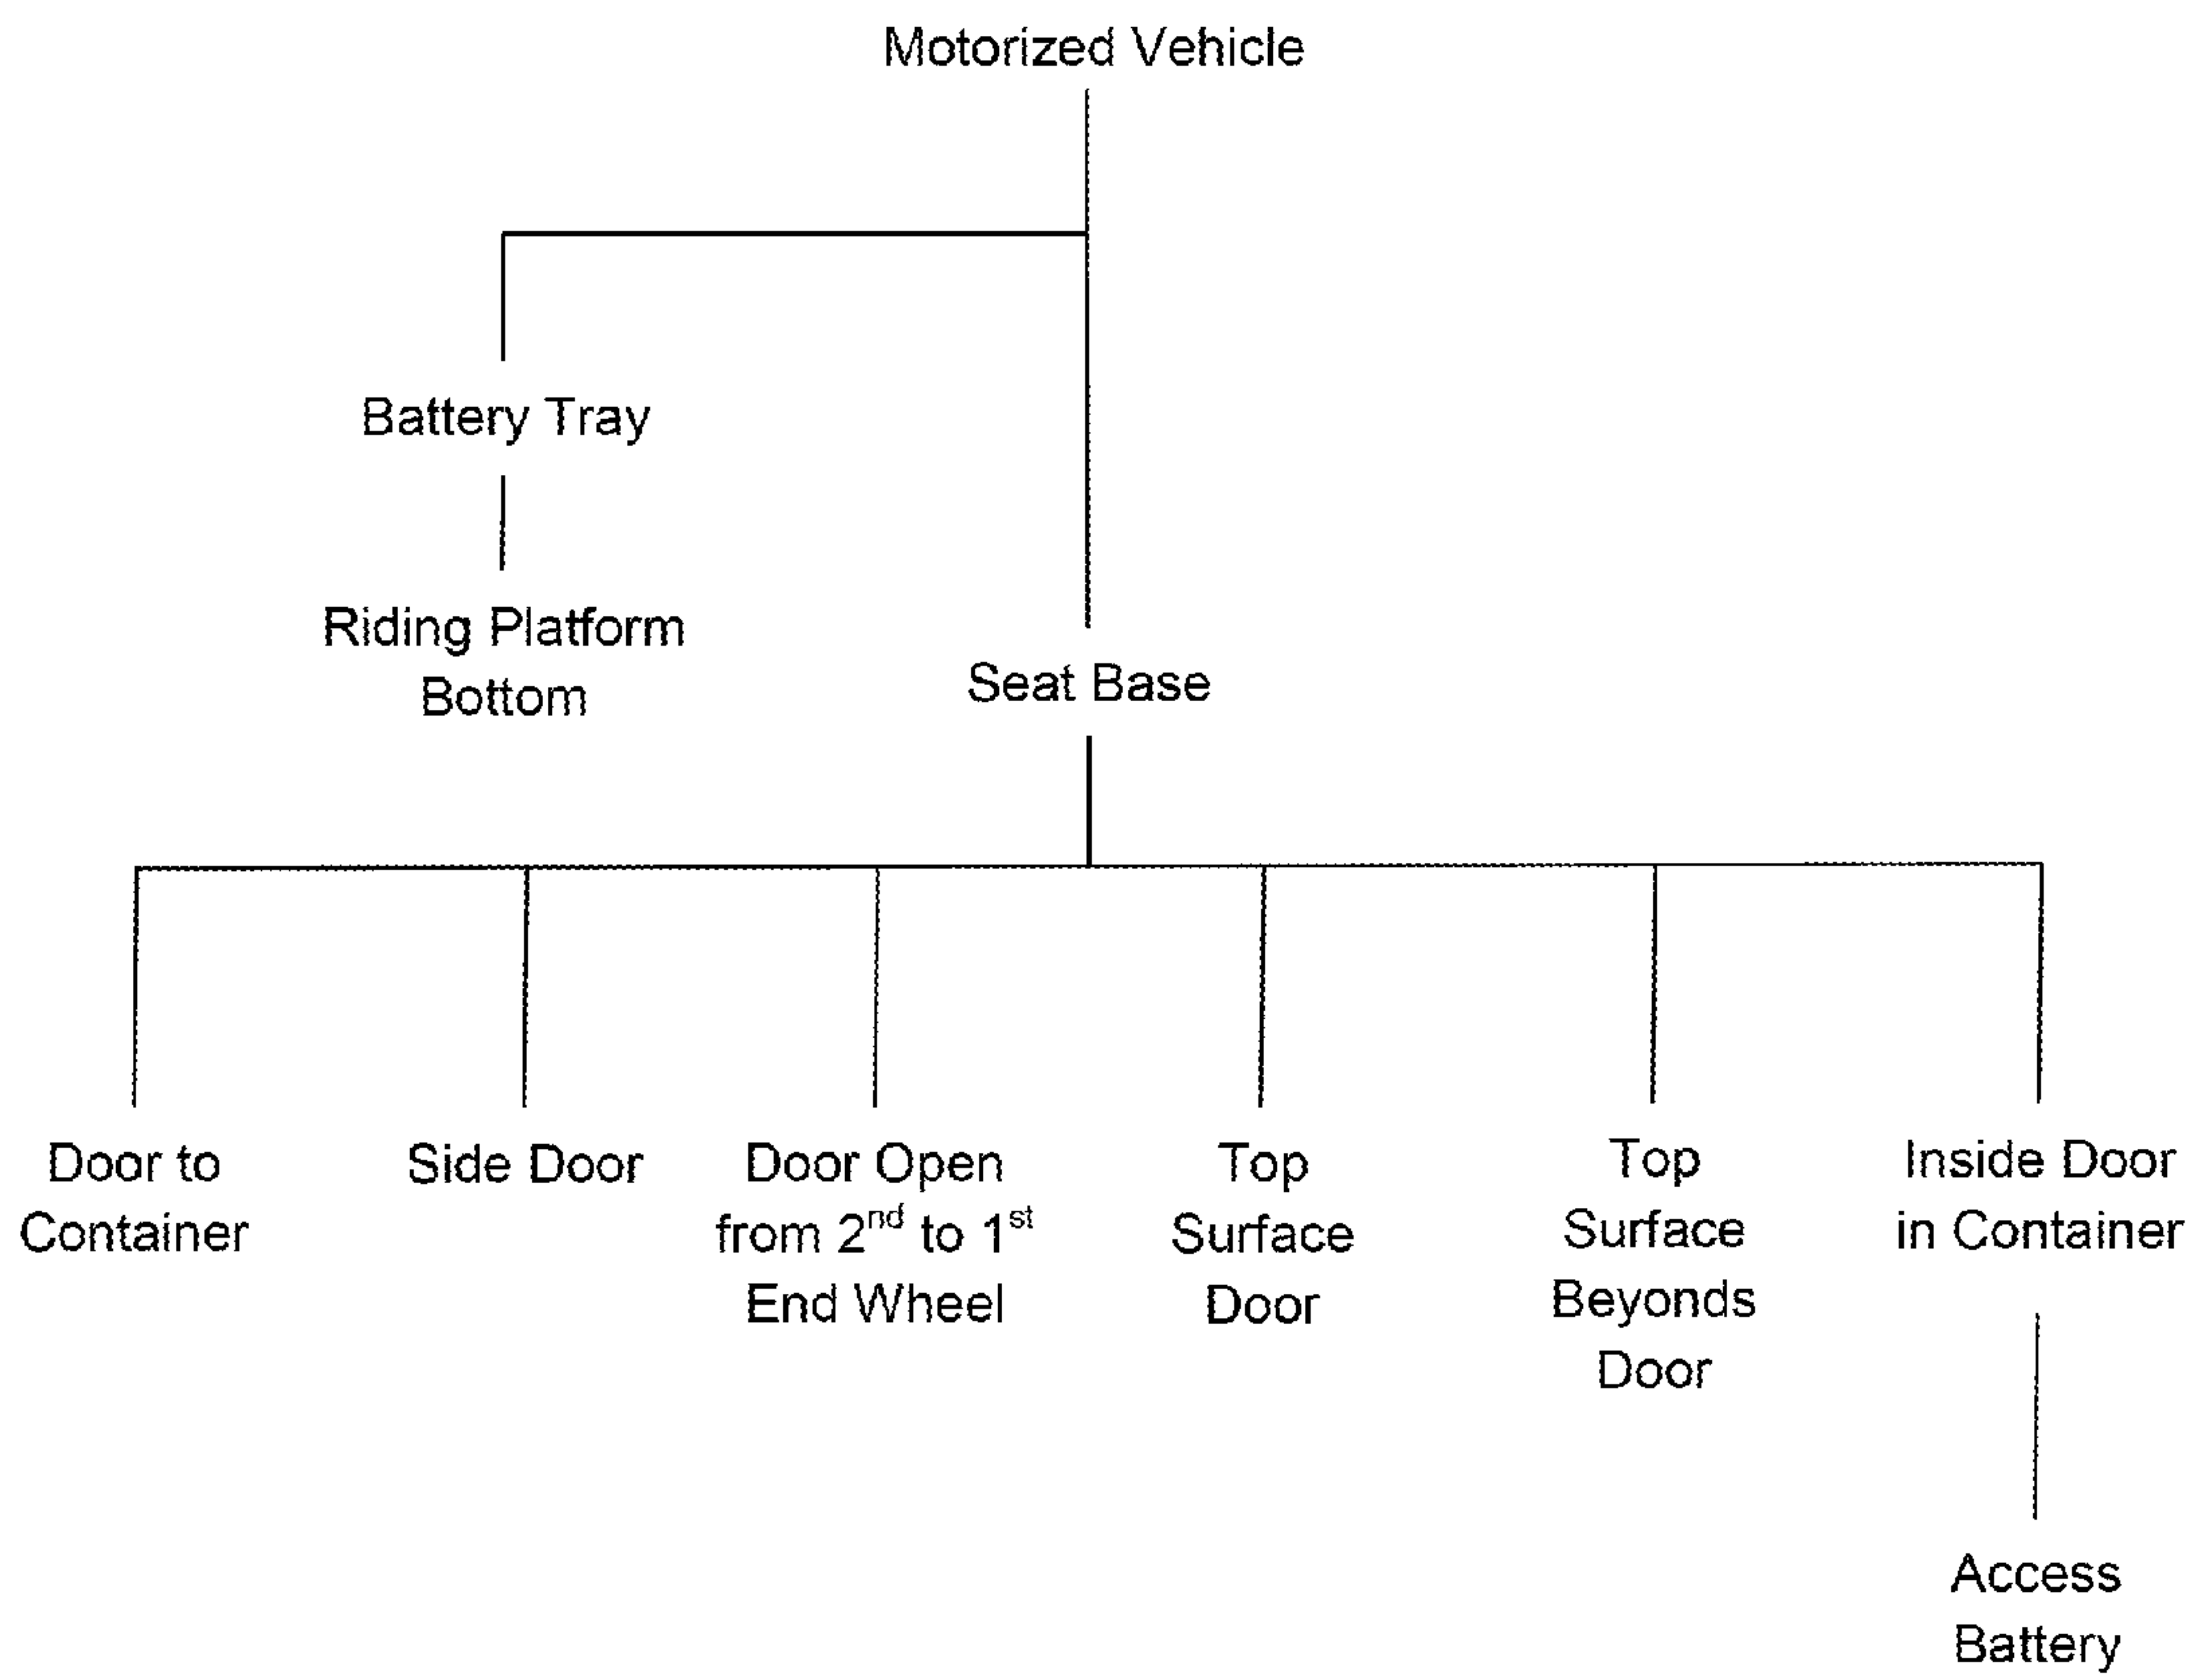 Motorized Vehicle
Battery Tray
Riding Platform
Bottom
Seat Base
Door to
Container
Side Door
Door Open
from 2nd to 1st
End Wheel
Top
Surface
Door
Top
Surface
Beyonds
Door
Inside Door
in Container
Access
Battery